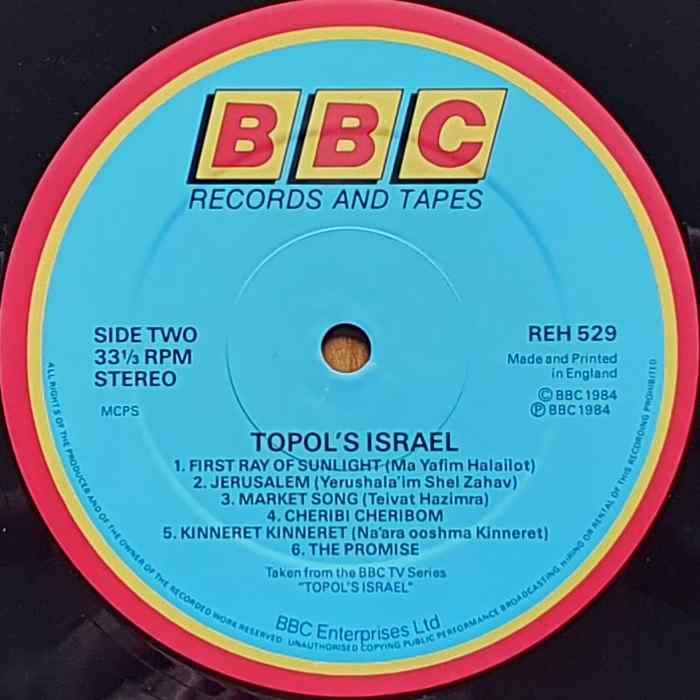 BBC
RECORDS AND TAPES
SIDE TWO
33⅓ RPM
STEREO
MCPS
REH 529
Made and Printed
in England
©BBC 1984
℗ BBC 1984
TOPOL'S ISRAEL
1. FIRST RAY OF SUNLIGHT (Ma Yafim Halailot)
2. JERUSALEM (Yerushala'im Shel Zahav)
3. MARKET SONG (Teivat Hazimra)
4. CHERIBI CHERIBOM
5. KINNERET KINNERET (Na'ara ooshma Kinneret)
6. THE PROMISE
Taken from the BBC TV Series
"TOPOL'S ISRAEL"
BBC Enterprises Ltd
ALL RIGHTS OF THE PRODUCER AND OF THE OWNER OF THE RECORDED WORK RESERVED. UNAUTHORISED COPYING PUBLIC PERFORMANCE BROADCASTING HIRING OR RENTAL OF THIS RECORDING PROHIBITED